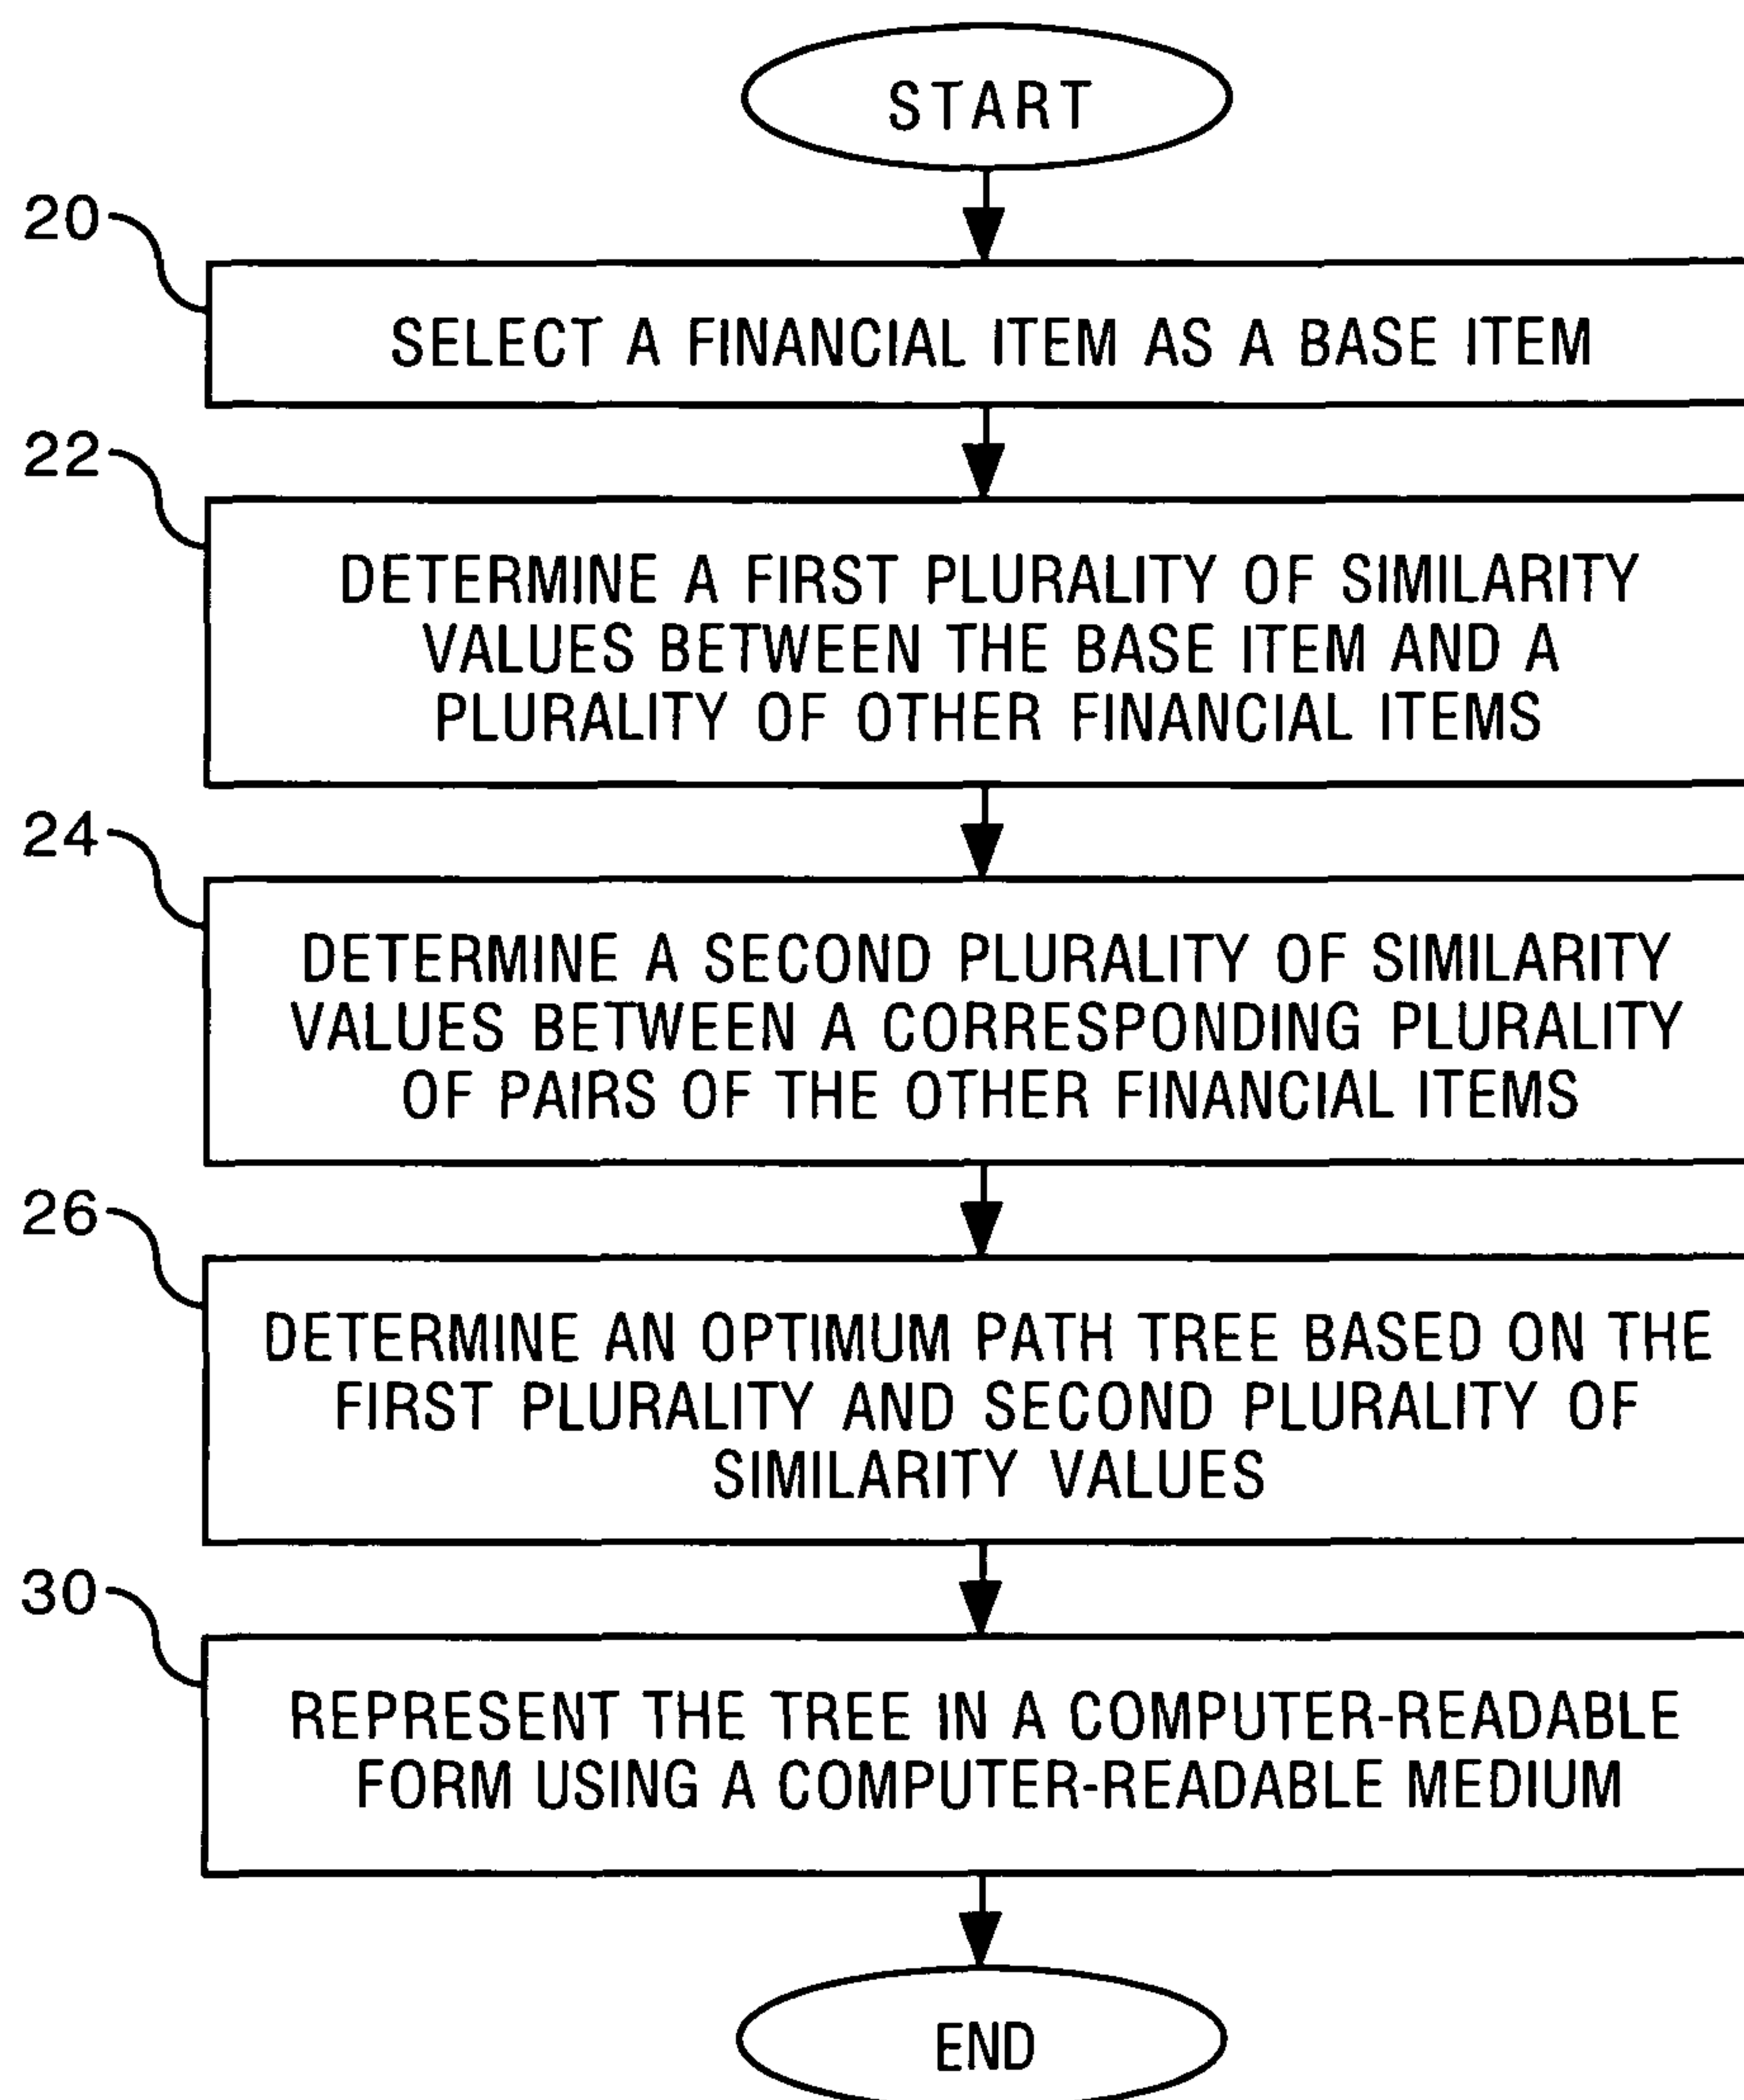 START
20
SELECT A FINANCIAL ITEM AS A BASE ITEM
22
DETERMINE A FIRST PLURALITY OF SIMILARITY
VALUES BETWEEN THE BASE ITEM AND A
PLURALITY OF OTHER FINANCIAL ITEMS
24
DETERMINE A SECOND PLURALITY OF SIMILARITY
VALUES BETWEEN A CORRESPONDING PLURALITY
OF PAIRS OF THE OTHER FINANCIAL ITEMS
26
DETERMINE AN OPTIMUM PATH TREE BASED ON THE
FIRST PLURALITY AND SECOND PLURALITY OF
SIMILARITY VALUES
30
REPRESENT THE TREE IN A COMPUTER-READABLE
FORM USING A COMPUTER-READABLE MEDIUM
END